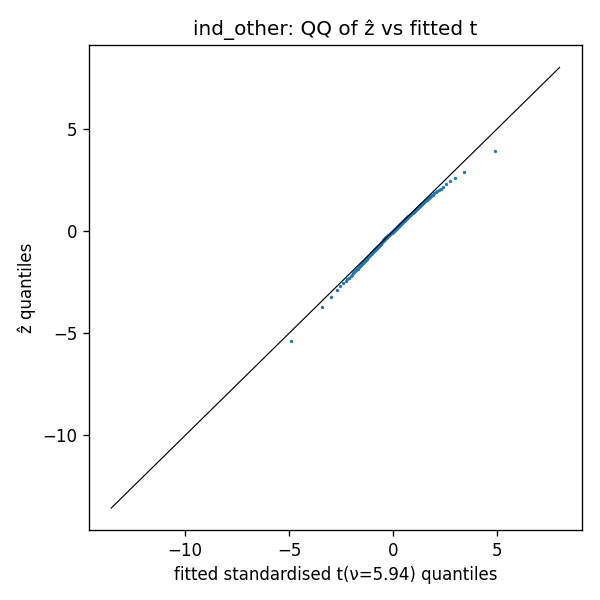 ind_other: QQ of ẑ vs fitted t
5
0
−5
−10
ẑ quantiles
−10 −5 0 5
fitted standardised t(ν=5.94) quantiles